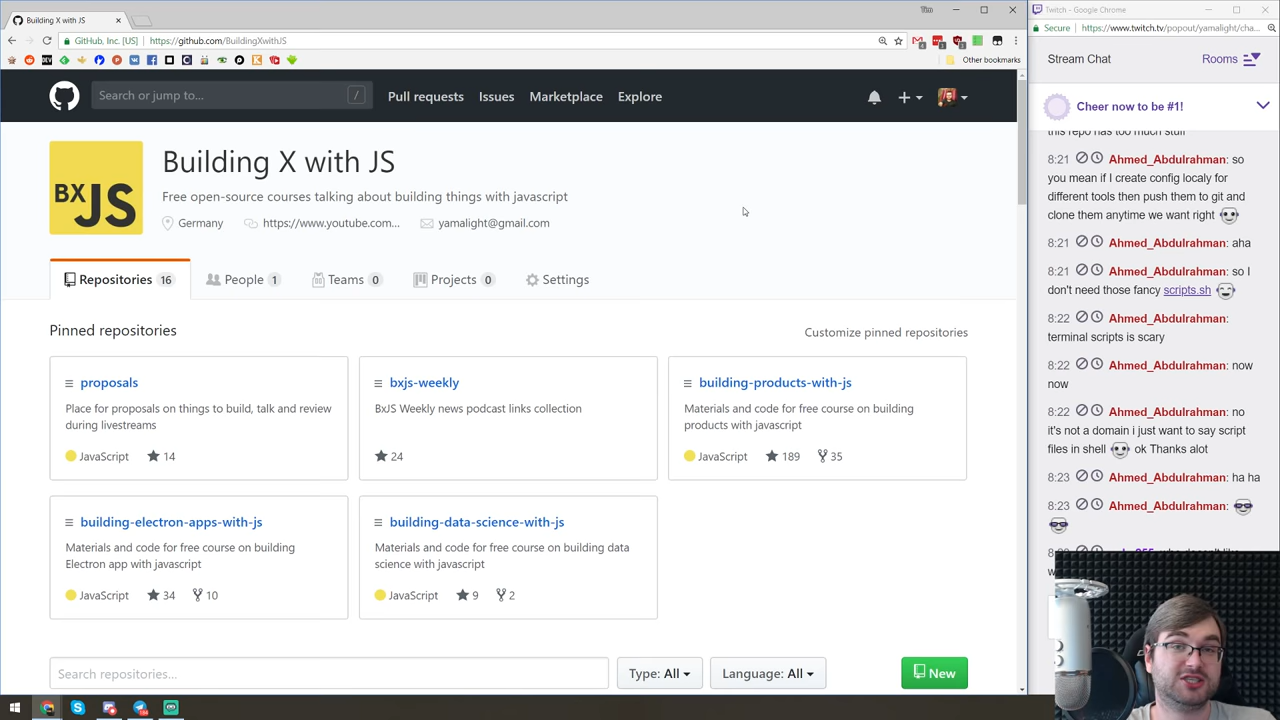 Building X with JS
Tim
GitHub, Inc. [US]
https://github.com/BuildingXwithJS
Other bookmarks
Search or jump to...
/
Pull requests
Issues
Marketplace
Explore
BXJS
Building X with JS
Free open-source courses talking about building things with javascript
Germany
https://www.youtube.com...
yamalight@gmail.com
Repositories 16
People 1
Teams 0
Projects 0
Settings
Pinned repositories
Customize pinned repositories
proposals
Place for proposals on things to build, talk and review
during livestreams
JavaScript 14
bxjs-weekly
BxJS Weekly news podcast links collection
24
building-products-with-js
Materials and code for free course on building
products with javascript
JavaScript 189 35
building-electron-apps-with-js
Materials and code for free course on building
Electron app with javascript
JavaScript 34 10
building-data-science-with-js
Materials and code for free course on building data
science with javascript
JavaScript 9 2
Search repositories...
Type: All
Language: All
New
Twitch - Google Chrome
Secure
https://www.twitch.tv/popout/yamalight/cha...
Stream Chat
Rooms
Cheer now to be #1!
this repo has too much stuff
8:21 Ahmed_Abdulrahman: so
you mean if I create config localy for
different tools then push them to git and
clone them anytime we want right
8:21 Ahmed_Abdulrahman: aha
8:21 Ahmed_Abdulrahman: so I
don't need those fancy scripts.sh
8:22 Ahmed_Abdulrahman:
terminal scripts is scary
8:22 Ahmed_Abdulrahman: now
now
8:22 Ahmed_Abdulrahman: no
it's not a domain i just want to say script
files in shell ok Thanks alot
8:23 Ahmed_Abdulrahman: ha ha
8:23 Ahmed_Abdulrahman: